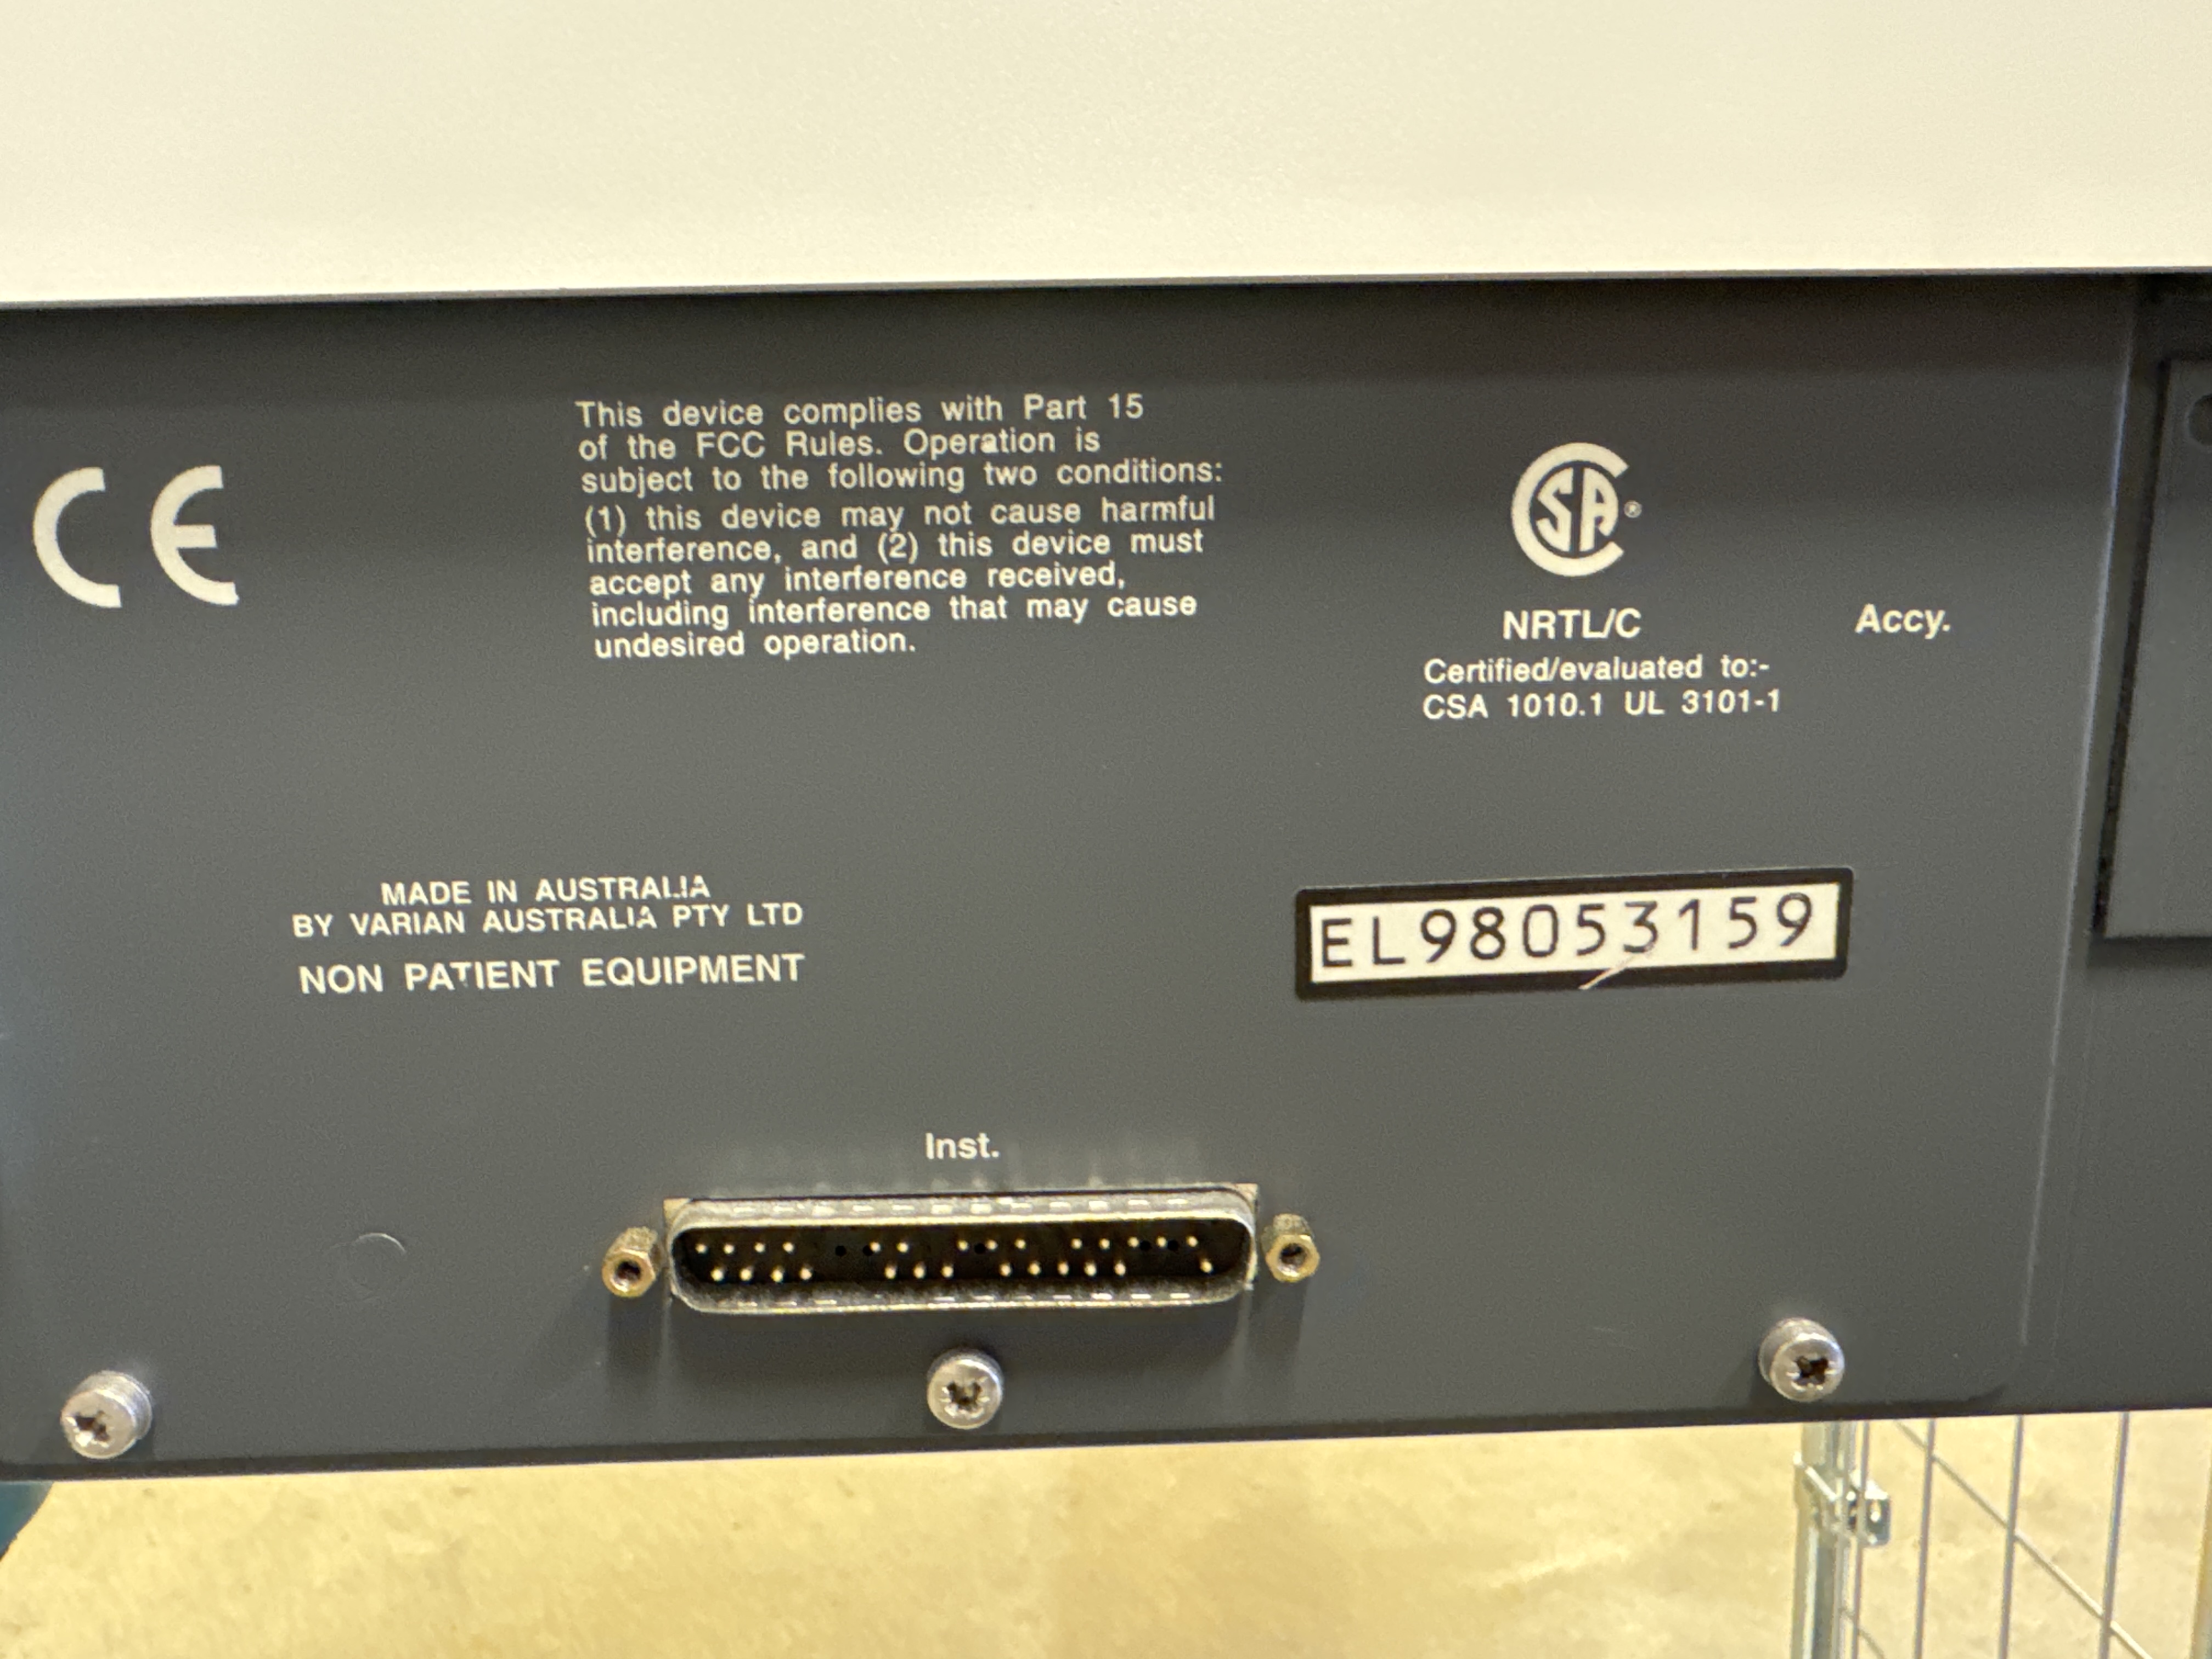 This device complies with Part 15
of the FCC Rules. Operation is
subject to the following two conditions:
(1) this device may not cause harmful
interference, and (2) this device must
accept any interference received,
including interference that may cause
undesired operation.
CE
CSA®
NRTL/C
Certified/evaluated to:-
CSA 1010.1 UL 3101-1
Accy.
MADE IN AUSTRALIA
BY VARIAN AUSTRALIA PTY LTD
NON PATIENT EQUIPMENT
EL98053159
Inst.